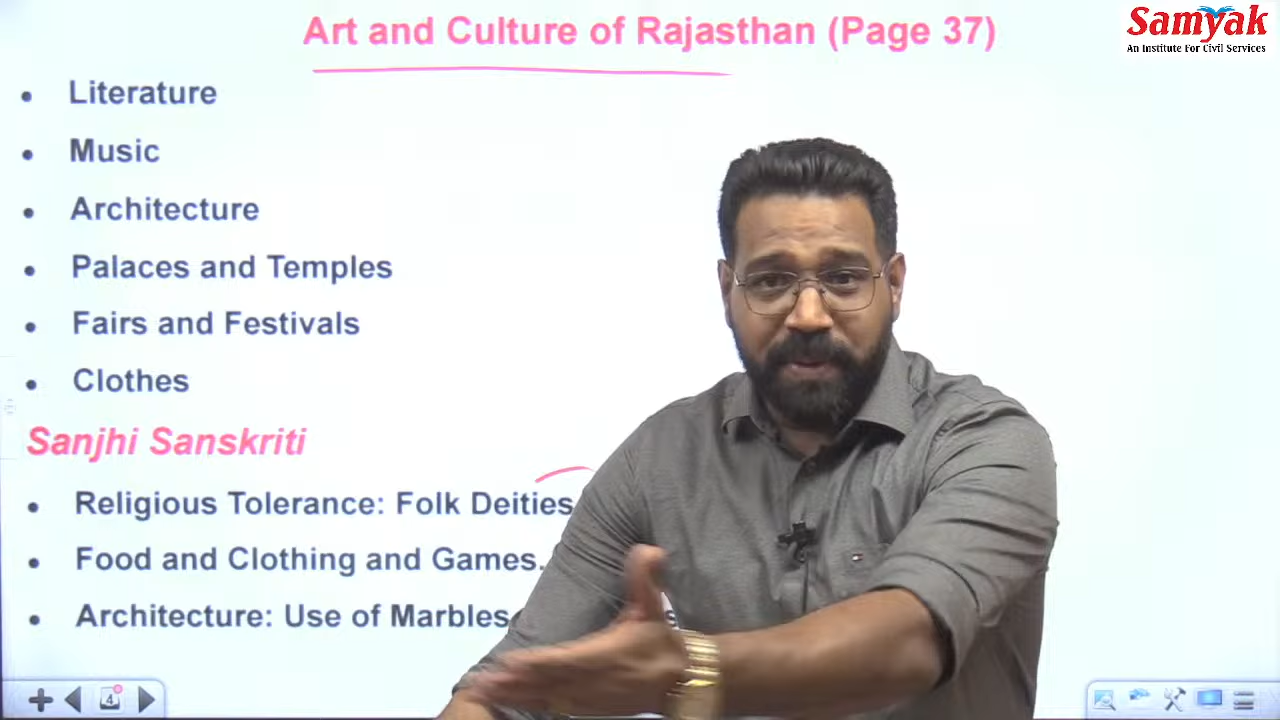 Art and Culture of Rajasthan (Page 37)
Samyak
An Institute For Civil Services
• Literature
• Music
• Architecture
• Palaces and Temples
• Fairs and Festivals
• Clothes
Sanjhi Sanskriti
• Religious Tolerance: Folk Deities
• Food and Clothing and Games.
• Architecture: Use of Marbles
4